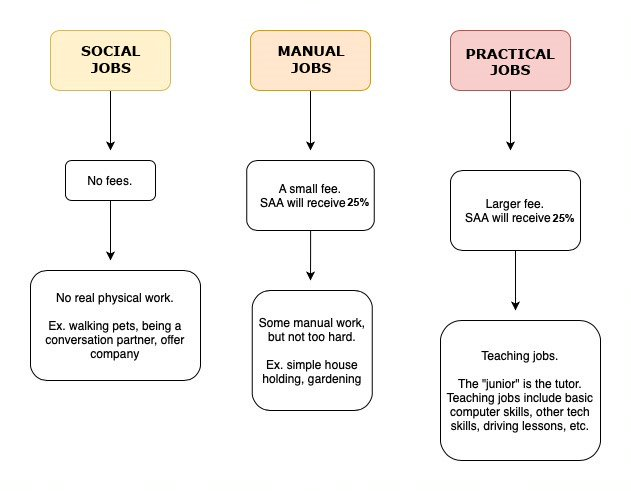 SOCIAL
JOBS
No fees.
No real physical work.
Ex. walking pets, being a
conversation partner, offer
company
MANUAL
JOBS
A small fee.
SAA will receive 25%
Some manual work,
but not too hard.
Ex. simple house
holding, gardening
PRACTICAL
JOBS
Larger fee.
SAA will receive 25%
Teaching jobs.
The "junior" is the tutor.
Teaching jobs include basic
computer skills, other tech
skills, driving lessons, etc.